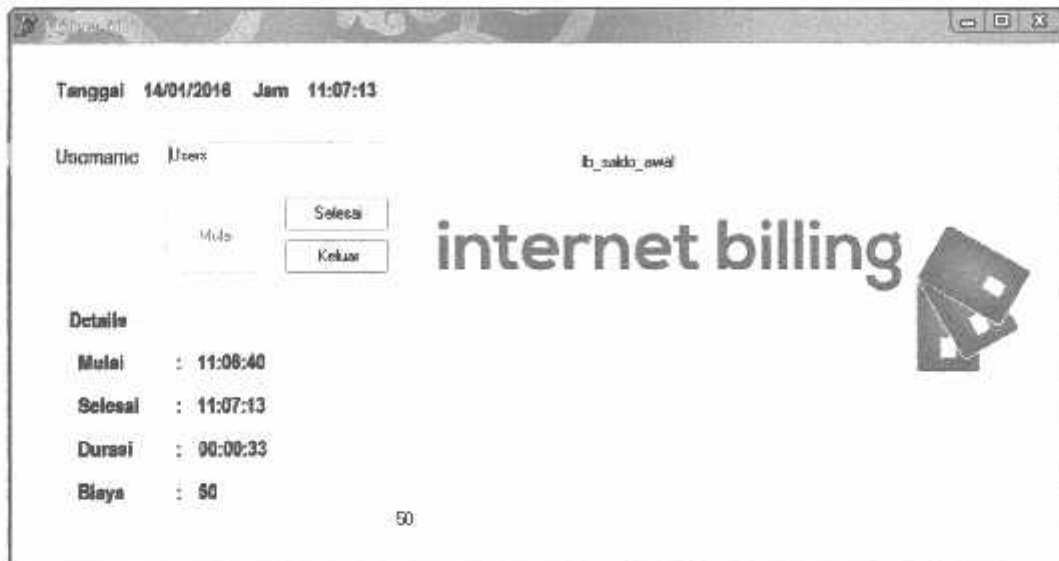 Tanggal 14/01/2016 Jam 11:07:13
Username Users
lb_saldo_awal
Mulai
Selesai
Keluar
internet billing
Details
Mulai : 11:06:40
Selesai : 11:07:13
Durasi : 00:00:33
Biaya : 50
50